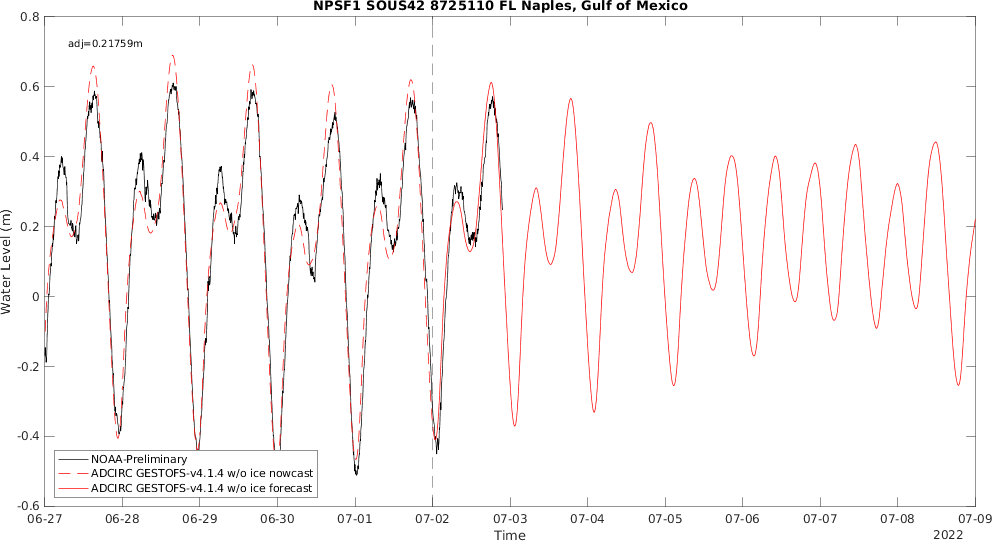 NPSF1 SOUS42 8725110 FL Naples, Gulf of Mexico
adj=0.21759m
Water Level (m)
0.8
0.6
0.4
0.2
0
-0.2
-0.4
-0.6
NOAA-Preliminary
ADCIRC GESTOFS-v4.1.4 w/o ice nowcast
ADCIRC GESTOFS-v4.1.4 w/o ice forecast
06-27 06-28 06-29 06-30 07-01 07-02 07-03 07-04 07-05 07-06 07-07 07-08 07-09
Time
2022